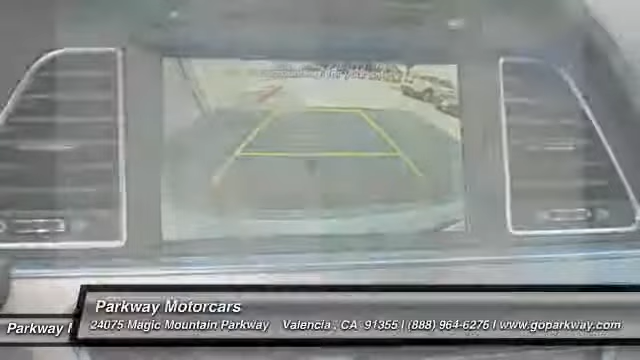 Parkway Motorcars
24075 Magic Mountain Parkway Valencia , CA 91355 | (888) 964-6276 | www.goparkway.com
Parkway